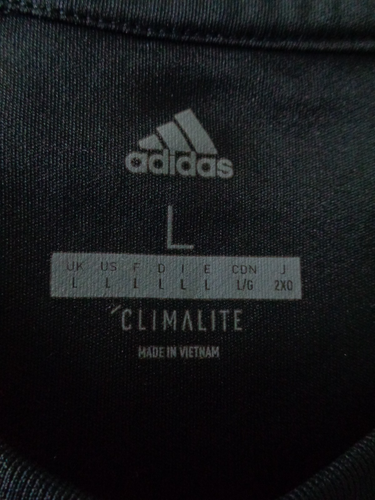 adidas
L
UK US F D I E CDN J
L L L L L L L/G 2XO
CLIMALITE
MADE IN VIETNAM